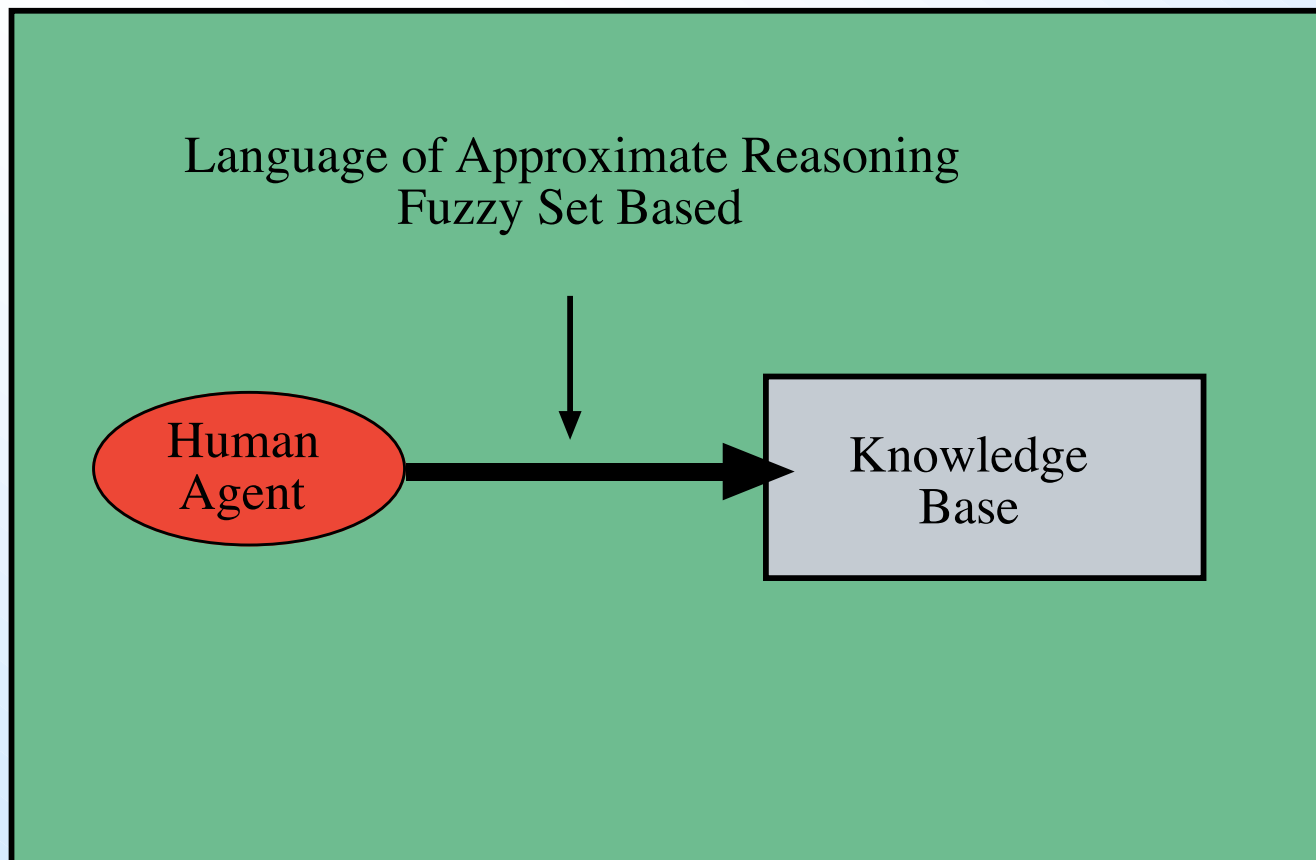 Language of Approximate Reasoning
Fuzzy Set Based
Human
Agent
Knowledge
Base